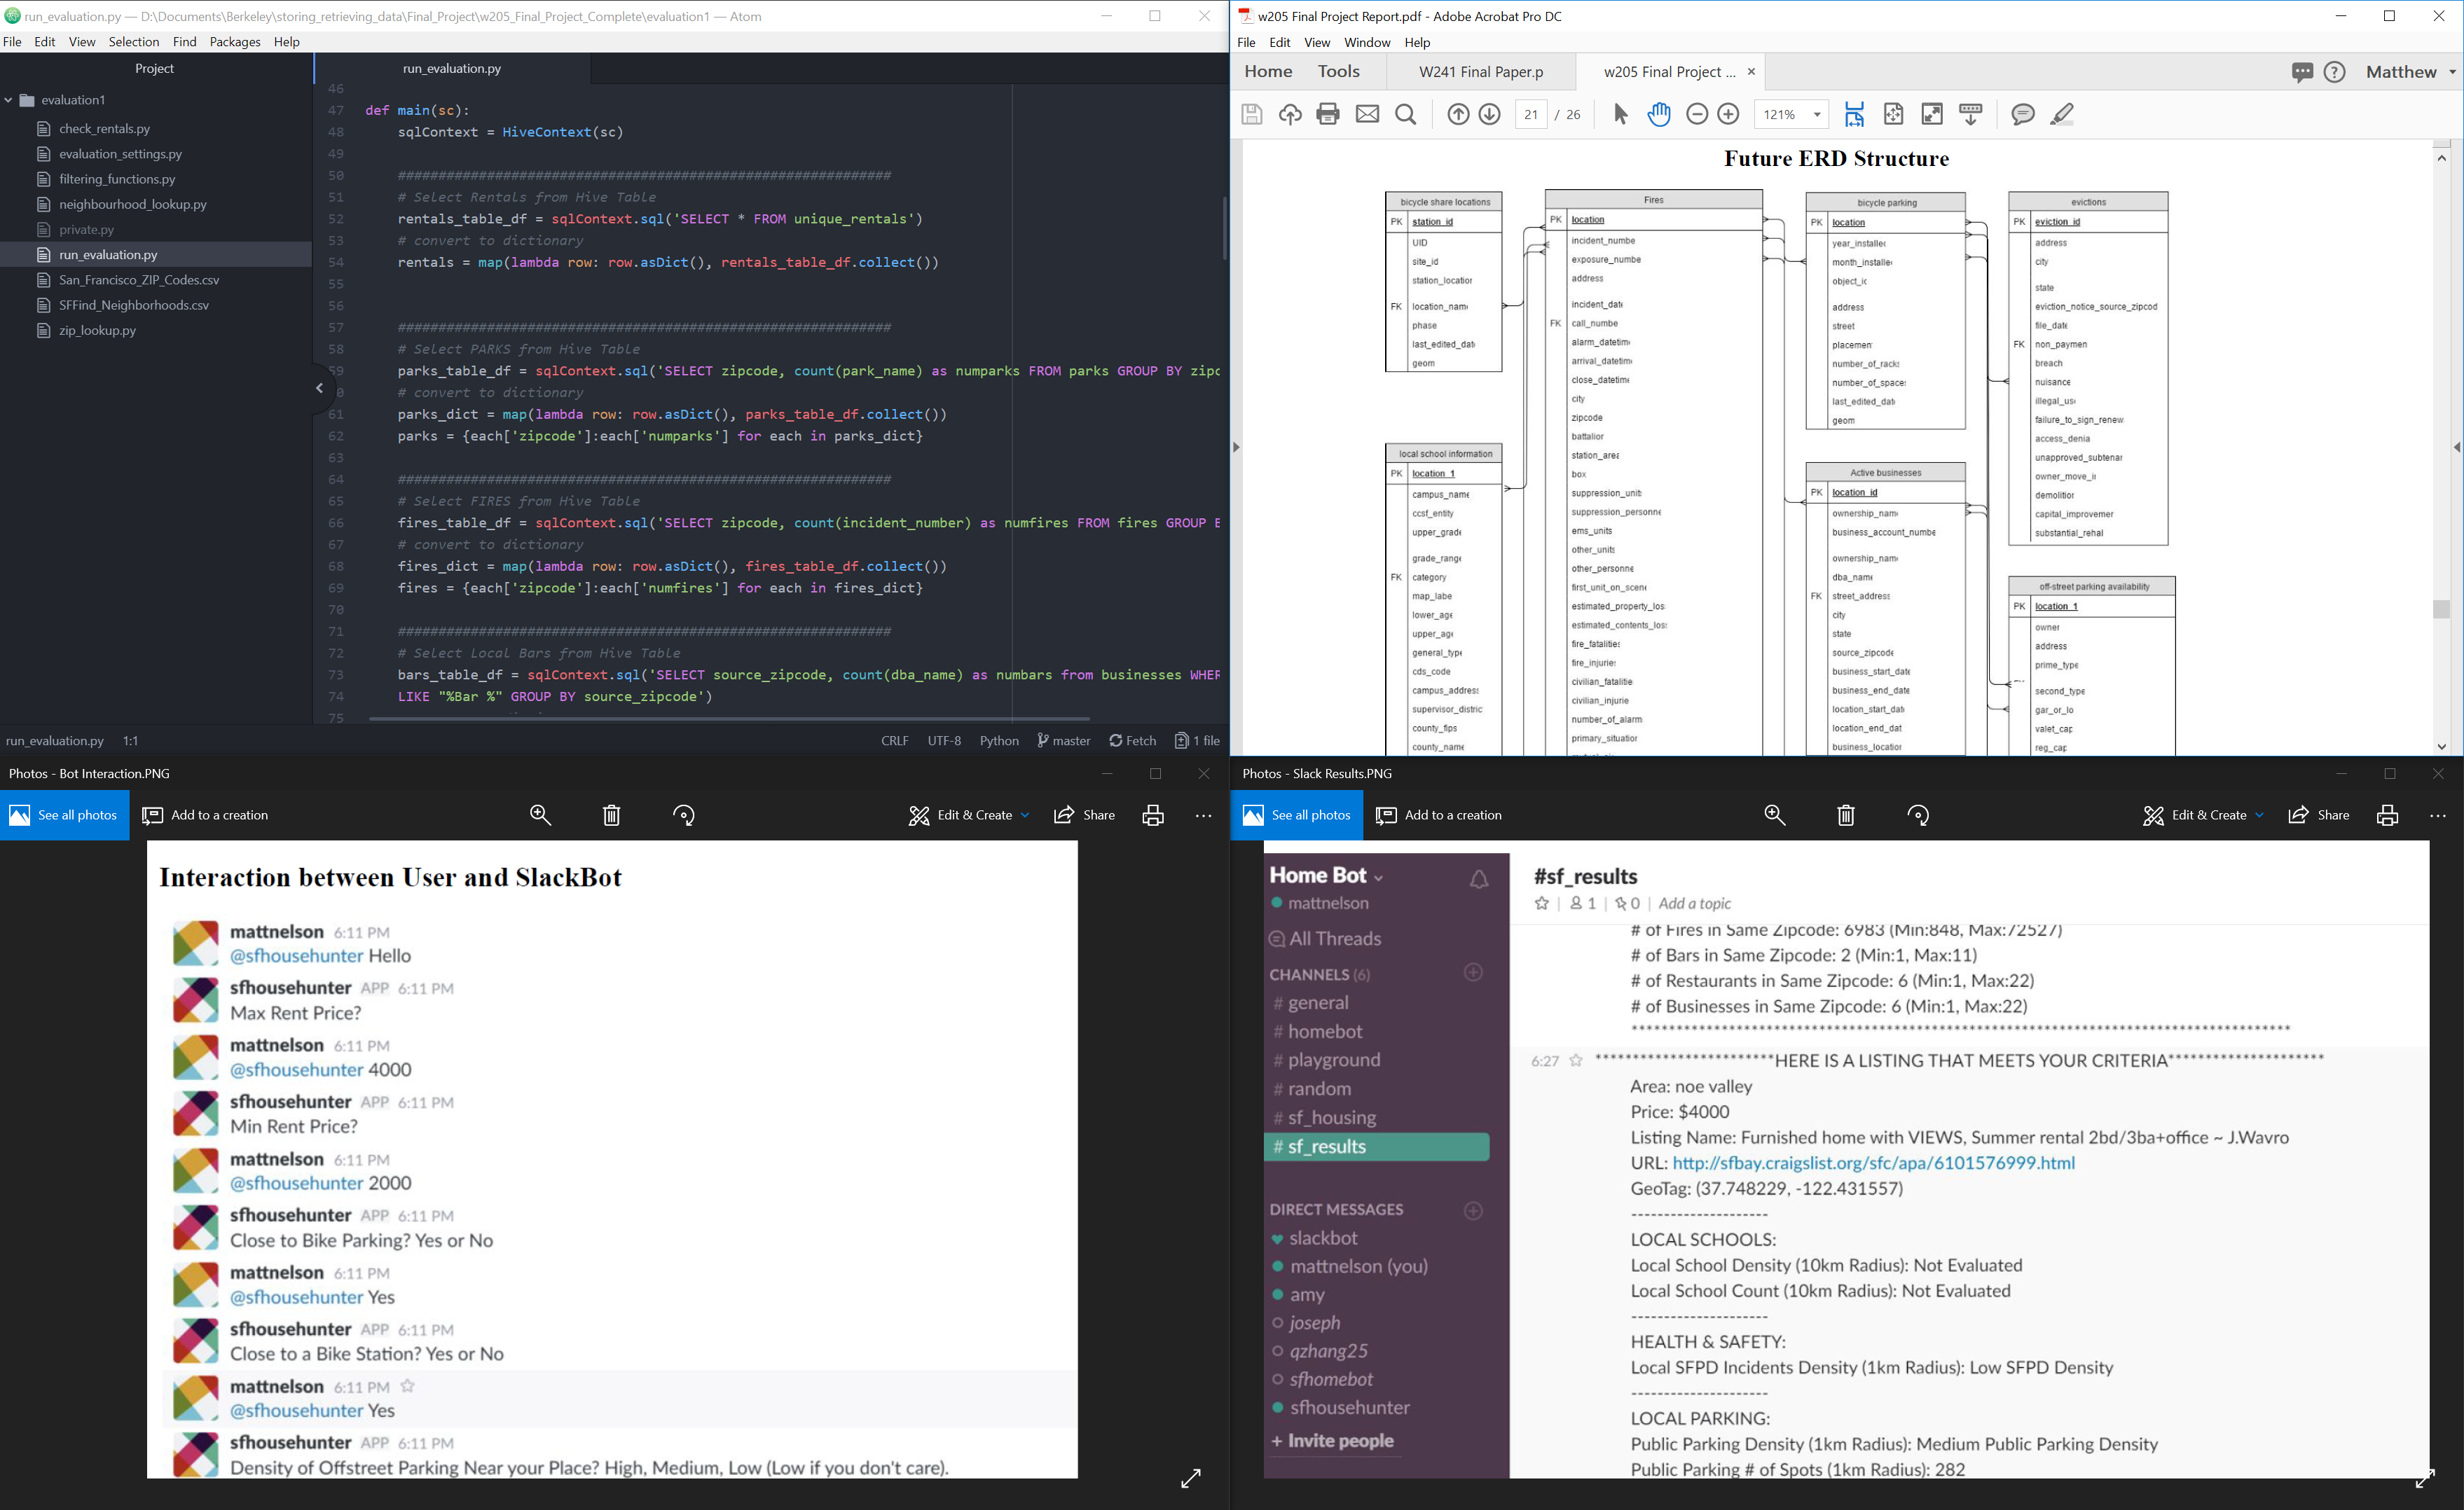 run_evaluation.py — D:\Documents\Berkeley\storing_retrieving_data\Final_Project\w205_Final_Project_Complete\evaluation1 — Atom
File Edit View Selection Find Packages Help
Project
evaluation1
check_rentals.py
evaluation_settings.py
filtering_functions.py
neighbourhood_lookup.py
private.py
run_evaluation.py
San_Francisco_ZIP_Codes.csv
SFFind_Neighborhoods.csv
zip_lookup.py
run_evaluation.py
46
47 def main(sc):
48 sqlContext = HiveContext(sc)
49
50 #############################################################
51 # Select Rentals from Hive Table
52 rentals_table_df = sqlContext.sql('SELECT * FROM unique_rentals')
53 # convert to dictionary
54 rentals = map(lambda row: row.asDict(), rentals_table_df.collect())
55
56
57 #############################################################
58 # Select PARKS from Hive Table
59 parks_table_df = sqlContext.sql('SELECT zipcode, count(park_name) as numparks FROM parks GROUP BY zipc
0 # convert to dictionary
61 parks_dict = map(lambda row: row.asDict(), parks_table_df.collect())
62 parks = {each['zipcode']:each['numparks'] for each in parks_dict}
63
64 #############################################################
65 # Select FIRES from Hive Table
66 fires_table_df = sqlContext.sql('SELECT zipcode, count(incident_number) as numfires FROM fires GROUP B
67 # convert to dictionary
68 fires_dict = map(lambda row: row.asDict(), fires_table_df.collect())
69 fires = {each['zipcode']:each['numfires'] for each in fires_dict}
70
71 #############################################################
72 # Select Local Bars from Hive Table
73 bars_table_df = sqlContext.sql('SELECT source_zipcode, count(dba_name) as numbars from businesses WHER
74 LIKE "%Bar %" GROUP BY source_zipcode')
75
run_evaluation.py 1:1 CRLF UTF-8 Python master Fetch 1 file
w205 Final Project Report.pdf - Adobe Acrobat Pro DC
File Edit View Window Help
Home Tools W241 Final Paper.p w205 Final Project ... × Matthew
21 / 26 121%
Future ERD Structure
bicycle share locations
PK station_id
UID
site_id
station_locatior
FK location_nam
phase
last_edited_dat
geom
local school information
PK location_1
campus_name
ccsf_entity
upper_grade
grade_range
FK category
map_labe
lower_age
upper_age
general_type
cds_code
campus_address
supervisor_distric
county_fips
county_name
Fires
PK location
incident_numbe
exposure_numbe
address
incident_date
FK call_numbe
alarm_datetim
arrival_datetim
close_datetime
city
zipcode
battalior
station_area
box
suppression_units
suppression_personne
ems_units
other_units
other_personne
first_unit_on_scene
estimated_property_los
estimated_contents_los
fire_fatalities
fire_injuries
civilian_fatalitie
civilian_injurie
number_of_alarm
primary_situatior
bicycle parking
PK location
year_installed
month_installed
object_id
address
street
placemen
number_of_racks
number_of_spaces
last_edited_dat
geom
Active businesses
PK location_id
ownership_name
business_account_numbe
ownership_name
dba_name
FK street_address
city
state
source_zipcode
business_start_date
business_end_date
location_start_dat
location_end_dat
business_locatior
evictions
PK eviction_id
address
city
state
eviction_notice_source_zipcod
file_date
FK non_paymen
breach
nuisance
illegal_use
failure_to_sign_renew
access_denia
unapproved_subtenar
owner_move_ir
demolitior
capital_improvemer
substantial_rehal
off-street parking availability
PK location_1
owner
address
prime_type
second_type
gar_or_lo
valet_cap
reg_cap
Photos - Bot Interaction.PNG
See all photos Add to a creation Edit & Create Share
Interaction between User and SlackBot
mattnelson 6:11 PM
@sfhousehunter Hello
sfhousehunter APP 6:11 PM
Max Rent Price?
mattnelson 6:11 PM
@sfhousehunter 4000
sfhousehunter APP 6:11 PM
Min Rent Price?
mattnelson 6:11 PM
@sfhousehunter 2000
sfhousehunter APP 6:11 PM
Close to Bike Parking? Yes or No
mattnelson 6:11 PM
@sfhousehunter Yes
sfhousehunter APP 6:11 PM
Close to a Bike Station? Yes or No
mattnelson 6:11 PM
@sfhousehunter Yes
sfhousehunter APP 6:11 PM
Density of Offstreet Parking Near your Place? High, Medium, Low (Low if you don't care).
Photos - Slack Results.PNG
See all photos Add to a creation Edit & Create Share
Home Bot
mattnelson
All Threads
CHANNELS (6)
# general
# homebot
# playground
# random
# sf_housing
# sf_results
DIRECT MESSAGES
slackbot
mattnelson (you)
amy
joseph
qzhang25
sfhomebot
sfhousehunter
+ Invite people
#sf_results
1 | 0 | Add a topic
# of Fires in Same Zipcode: 6983 (Min:848, Max:72527)
# of Bars in Same Zipcode: 2 (Min:1, Max:11)
# of Restaurants in Same Zipcode: 6 (Min:1, Max:22)
# of Businesses in Same Zipcode: 6 (Min:1, Max:22)
****************************************************************************************
6:27 ************************HERE IS A LISTING THAT MEETS YOUR CRITERIA*********************
Area: noe valley
Price: $4000
Listing Name: Furnished home with VIEWS, Summer rental 2bd/3ba+office ~ J.Wavro
URL: http://sfbay.craigslist.org/sfc/apa/6101576999.html
GeoTag: (37.748229, -122.431557)
---------------------
LOCAL SCHOOLS:
Local School Density (10km Radius): Not Evaluated
Local School Count (10km Radius): Not Evaluated
---------------------
HEALTH & SAFETY:
Local SFPD Incidents Density (1km Radius): Low SFPD Density
---------------------
LOCAL PARKING:
Public Parking Density (1km Radius): Medium Public Parking Density
Public Parking # of Spots (1km Radius): 282